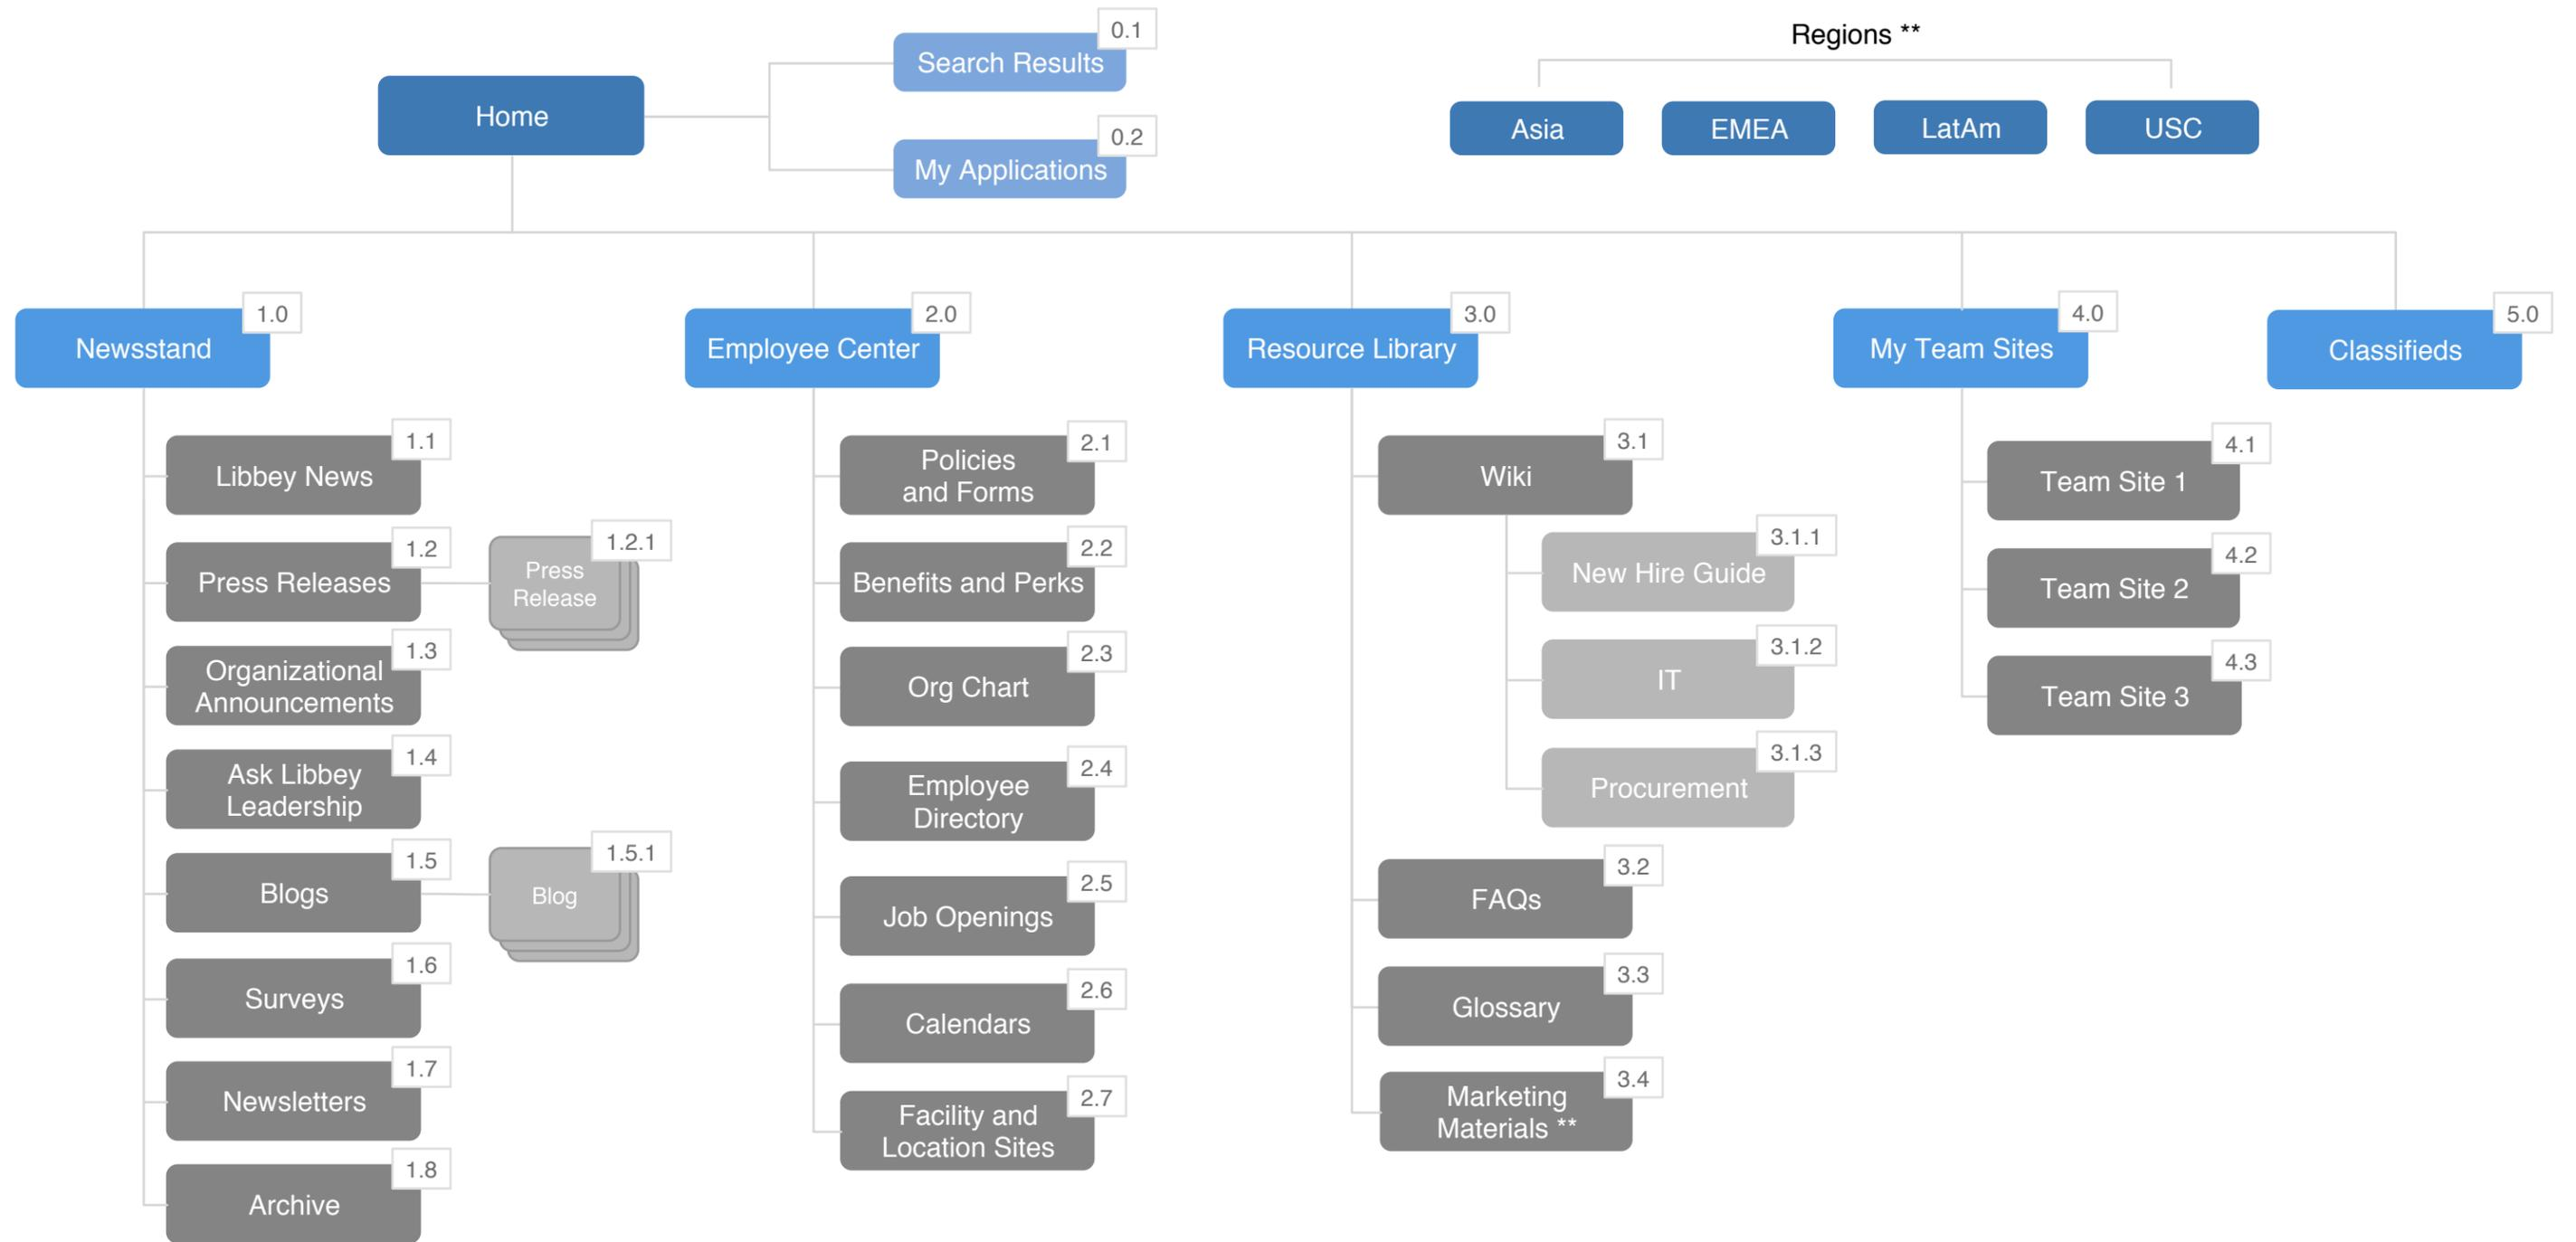 Home
0.1
Search Results
0.2
My Applications
Regions **
Asia
EMEA
LatAm
USC
1.0
Newsstand
1.1
Libbey News
1.2
Press Releases
1.2.1
Press
Release
1.3
Organizational
Announcements
1.4
Ask Libbey
Leadership
1.5
Blogs
1.5.1
Blog
1.6
Surveys
1.7
Newsletters
1.8
Archive
2.0
Employee Center
2.1
Policies
and Forms
2.2
Benefits and Perks
2.3
Org Chart
2.4
Employee
Directory
2.5
Job Openings
2.6
Calendars
2.7
Facility and
Location Sites
3.0
Resource Library
3.1
Wiki
3.1.1
New Hire Guide
3.1.2
IT
3.1.3
Procurement
3.2
FAQs
3.3
Glossary
3.4
Marketing
Materials **
4.0
My Team Sites
4.1
Team Site 1
4.2
Team Site 2
4.3
Team Site 3
5.0
Classifieds